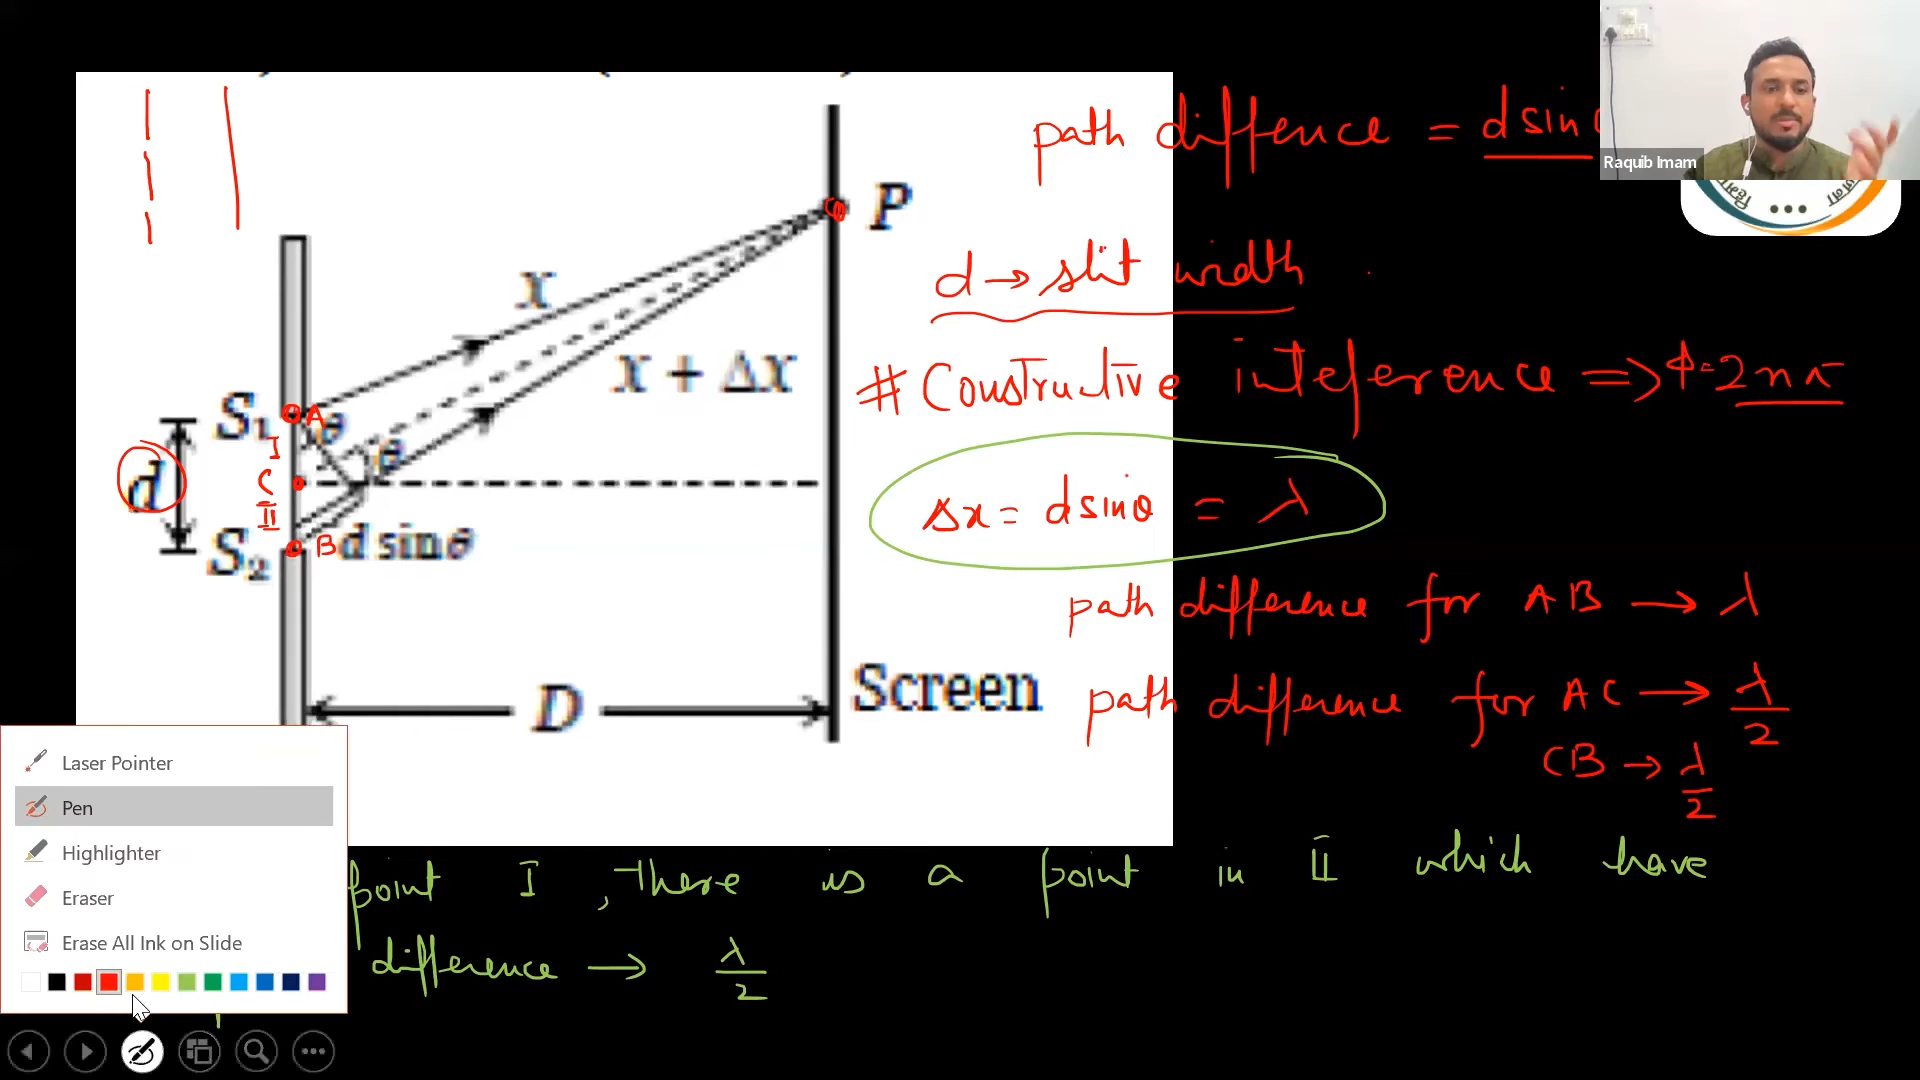 path diffence = dsin
Raquib Imam
P
d → slit width
x
x + Δx
# Constructive inteference => φ = 2nπ
S₁ A θ
I
θ
d
C
II
S₂ B d sinθ
Δx = dsinθ = λ
path difference for AB → λ
Screen
D
path difference for AC → λ/2
CB → λ/2
Laser Pointer
Pen
Highlighter
Eraser
Erase All Ink on Slide
point I , there is a point in II which have
difference → λ/2